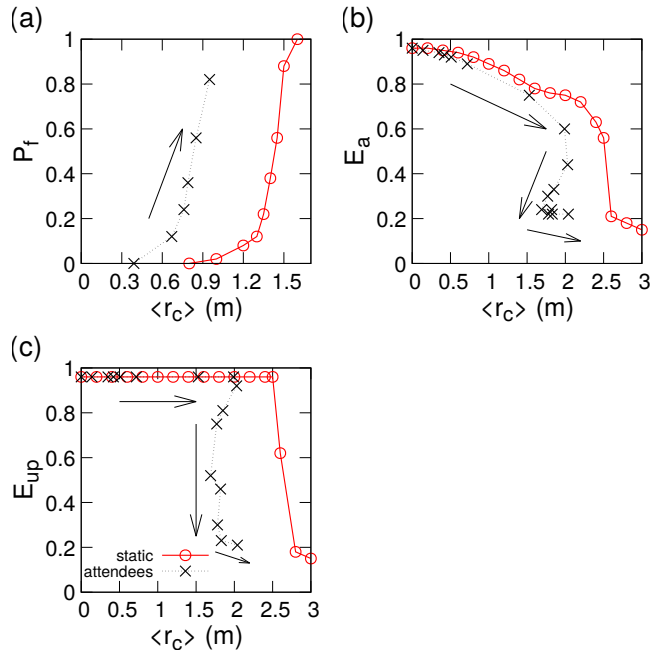 (a)
1
0.8
0.6
0.4
0.2
0
P_f
0 0.3 0.6 0.9 1.2 1.5
<r_c> (m)
(b)
1
0.8
0.6
0.4
0.2
0
E_a
0 0.5 1 1.5 2 2.5 3
<r_c> (m)
(c)
1
0.8
0.6
0.4
0.2
0
E_up
static
attendees
0 0.5 1 1.5 2 2.5 3
<r_c> (m)